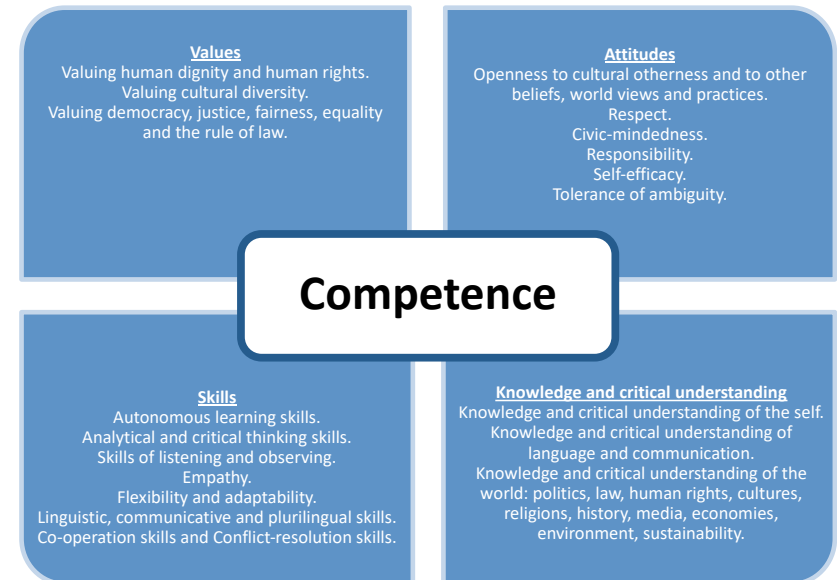 Values
Valuing human dignity and human rights.
Valuing cultural diversity.
Valuing democracy, justice, fairness, equality
and the rule of law.
Attitudes
Openness to cultural otherness and to other
beliefs, world views and practices.
Respect.
Civic-mindedness.
Responsibility.
Self-efficacy.
Tolerance of ambiguity.
Competence
Skills
Autonomous learning skills.
Analytical and critical thinking skills.
Skills of listening and observing.
Empathy.
Flexibility and adaptability.
Linguistic, communicative and plurilingual skills.
Co-operation skills and Conflict-resolution skills.
Knowledge and critical understanding
Knowledge and critical understanding of the self.
Knowledge and critical understanding of
language and communication.
Knowledge and critical understanding of the
world: politics, law, human rights, cultures,
religions, history, media, economies,
environment, sustainability.